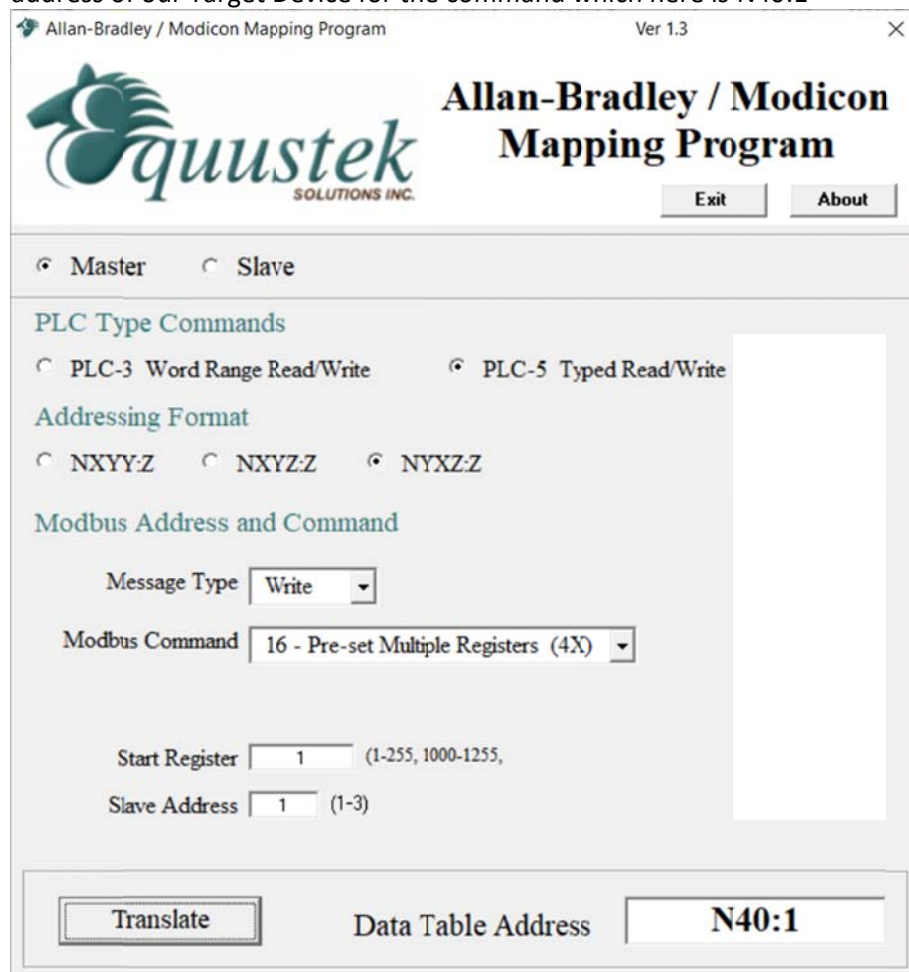 Allan-Bradley / Modicon Mapping Program Ver 1.3
Equustek
SOLUTIONS INC.
Allan-Bradley / Modicon
Mapping Program
Exit About
Master Slave
PLC Type Commands
PLC-3 Word Range Read/Write PLC-5 Typed Read/Write
Addressing Format
NXYY:Z NXYZ:Z NYXZ:Z
Modbus Address and Command
Message Type Write
Modbus Command 16 - Pre-set Multiple Registers (4X)
Start Register 1 (1-255, 1000-1255,
Slave Address 1 (1-3)
Translate Data Table Address N40:1